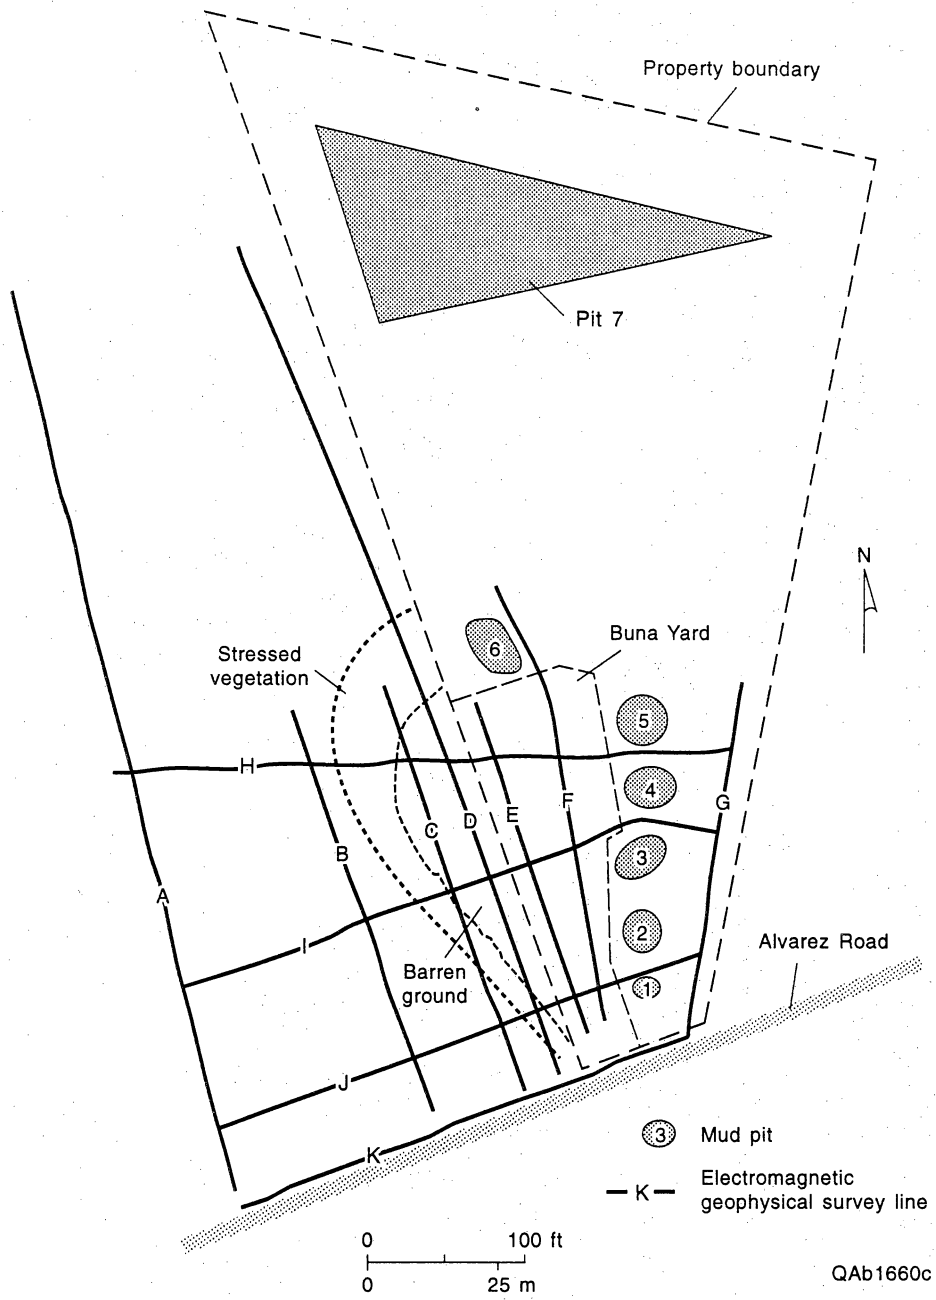 Property boundary
Pit 7
N
Stressed
vegetation
6
Buna Yard
5
H
4
G
F
E
D
C
B
3
A
2
I
Alvarez Road
Barren
ground
1
J
3 Mud pit
K
K Electromagnetic
geophysical survey line
0 100 ft
0 25 m
QAb1660c